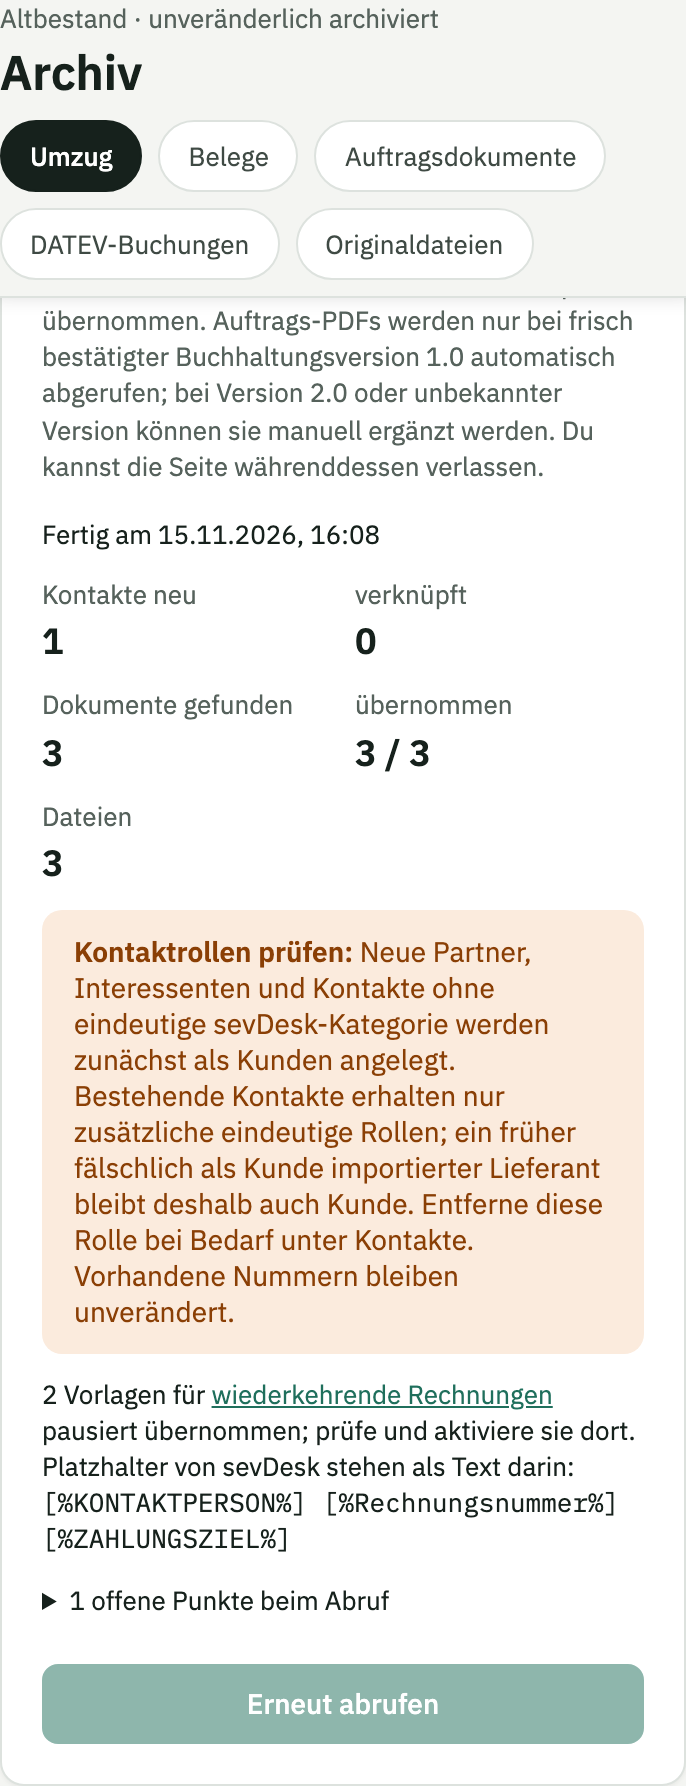 Altbestand · unveränderlich archiviert
Archiv
Umzug
Belege
Auftragsdokumente
DATEV-Buchungen
Originaldateien
übernommen. Auftrags-PDFs werden nur bei frisch
bestätigter Buchhaltungsversion 1.0 automatisch
abgerufen; bei Version 2.0 oder unbekannter
Version können sie manuell ergänzt werden. Du
kannst die Seite währenddessen verlassen.
Fertig am 15.11.2026, 16:08
Kontakte neu
1
verknüpft
0
Dokumente gefunden
3
übernommen
3 / 3
Dateien
3
Kontaktrollen prüfen: Neue Partner,
Interessenten und Kontakte ohne
eindeutige sevDesk-Kategorie werden
zunächst als Kunden angelegt.
Bestehende Kontakte erhalten nur
zusätzliche eindeutige Rollen; ein früher
fälschlich als Kunde importierter Lieferant
bleibt deshalb auch Kunde. Entferne diese
Rolle bei Bedarf unter Kontakte.
Vorhandene Nummern bleiben
unverändert.
2 Vorlagen für wiederkehrende Rechnungen
pausiert übernommen; prüfe und aktiviere sie dort.
Platzhalter von sevDesk stehen als Text darin:
[%KONTAKTPERSON%] [%Rechnungsnummer%]
[%ZAHLUNGSZIEL%]
1 offene Punkte beim Abruf
Erneut abrufen